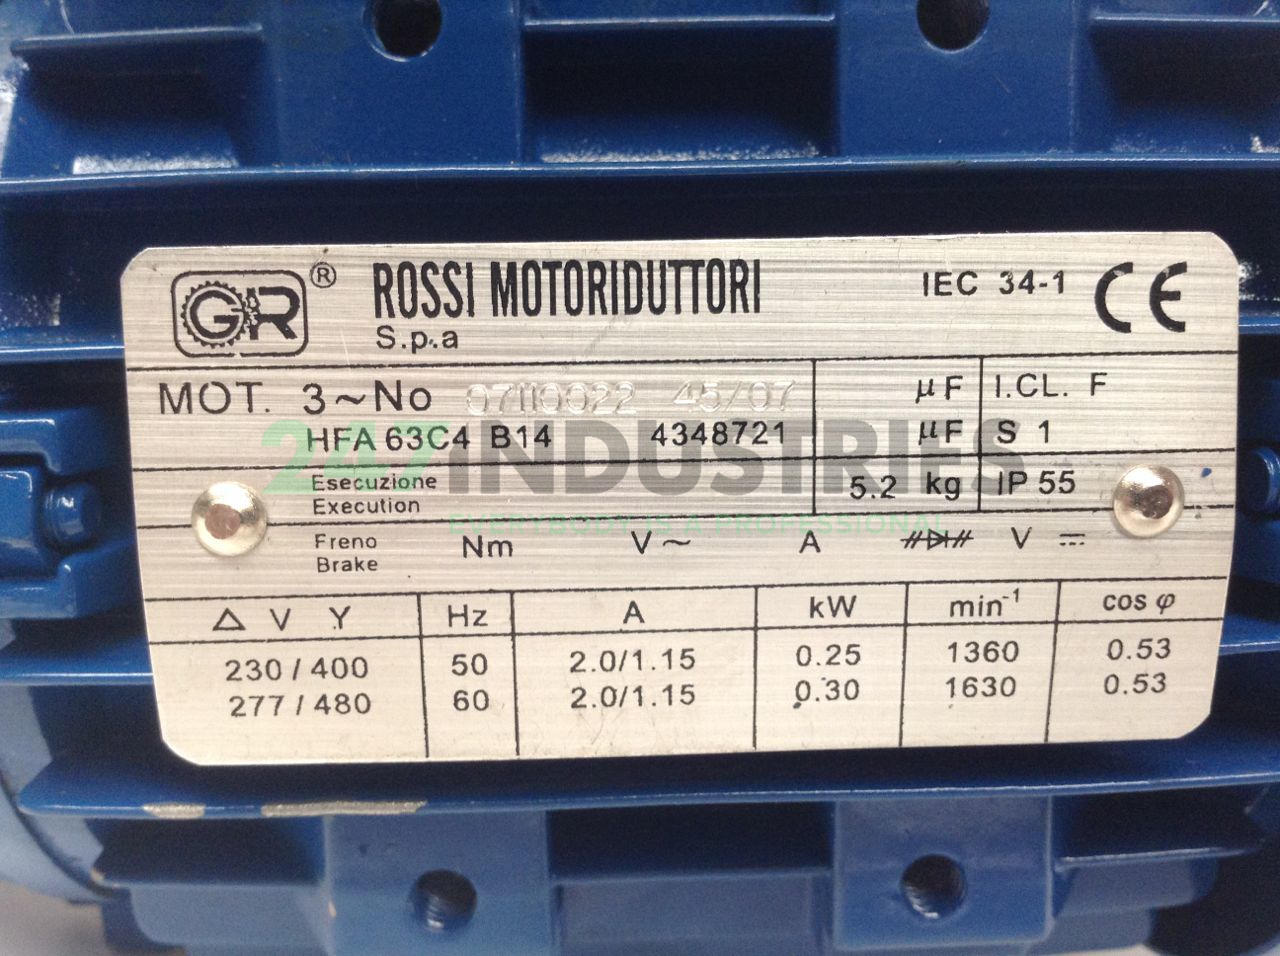 GR ® ROSSI MOTORIDUTTORI IEC 34-1 CE
S.p.a
MOT. 3~No 07110022 45/07 µF I.CL. F
HFA 63C4 B14 4348721 µF S 1
Esecuzione 5.2 kg IP 55
Execution
Freno Nm V~ A V ⎓
Brake
Δ V Y Hz A kW min⁻¹ cos φ
230/400 50 2.0/1.15 0.25 1360 0.53
277/480 60 2.0/1.15 0.30 1630 0.53
247INDUSTRIES
EVERYBODY IS A PROFESSIONAL